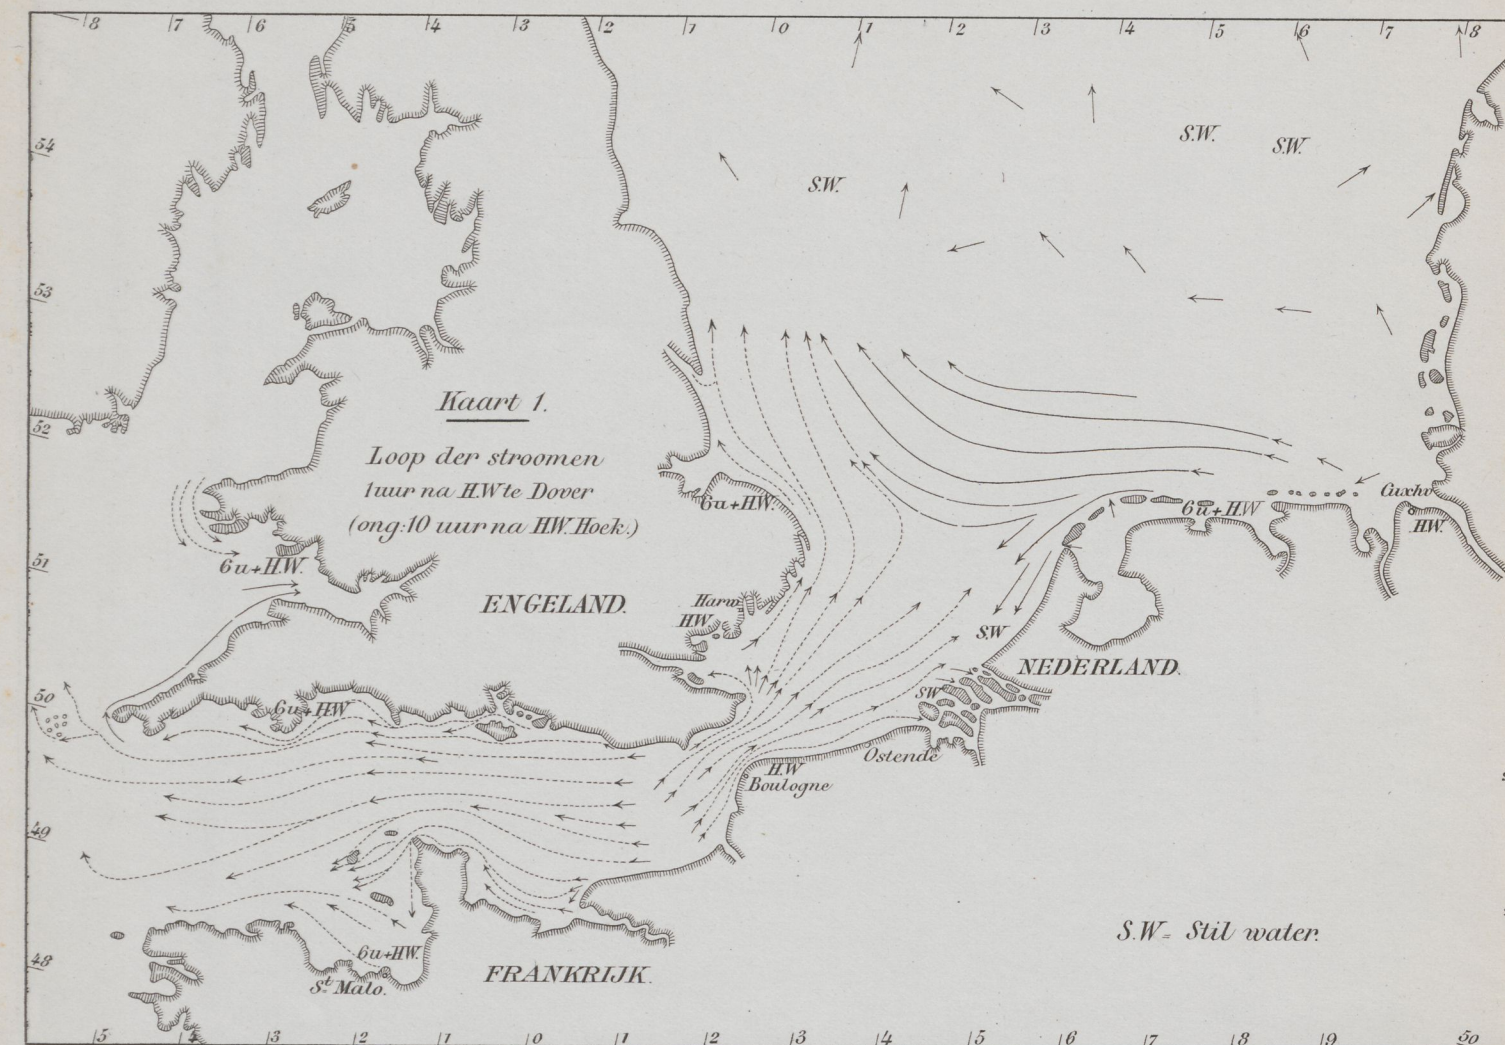 8 7 6 5 4 3 2 1 0 1 2 3 4 5 6 7 8
54
53
52
51
50
49
48
S.W.
S.W.
S.W.
Kaart 1.
Loop der stroomen
1 uur na H.W te Dover
(ong: 10 uur na H.W. Hoek.)
6u+H.W.
6u+H.W
Cuxhv
H.W.
6u+H.W.
ENGELAND.
Harw
H.W
S.W
NEDERLAND.
SW
6u+H.W
Ostende
H.W
Boulogne
S.W= Stil water.
6u+H.W.
St Malo.
FRANKRIJK.
5 4 3 2 1 0 1 2 3 4 5 6 7 8 9 50